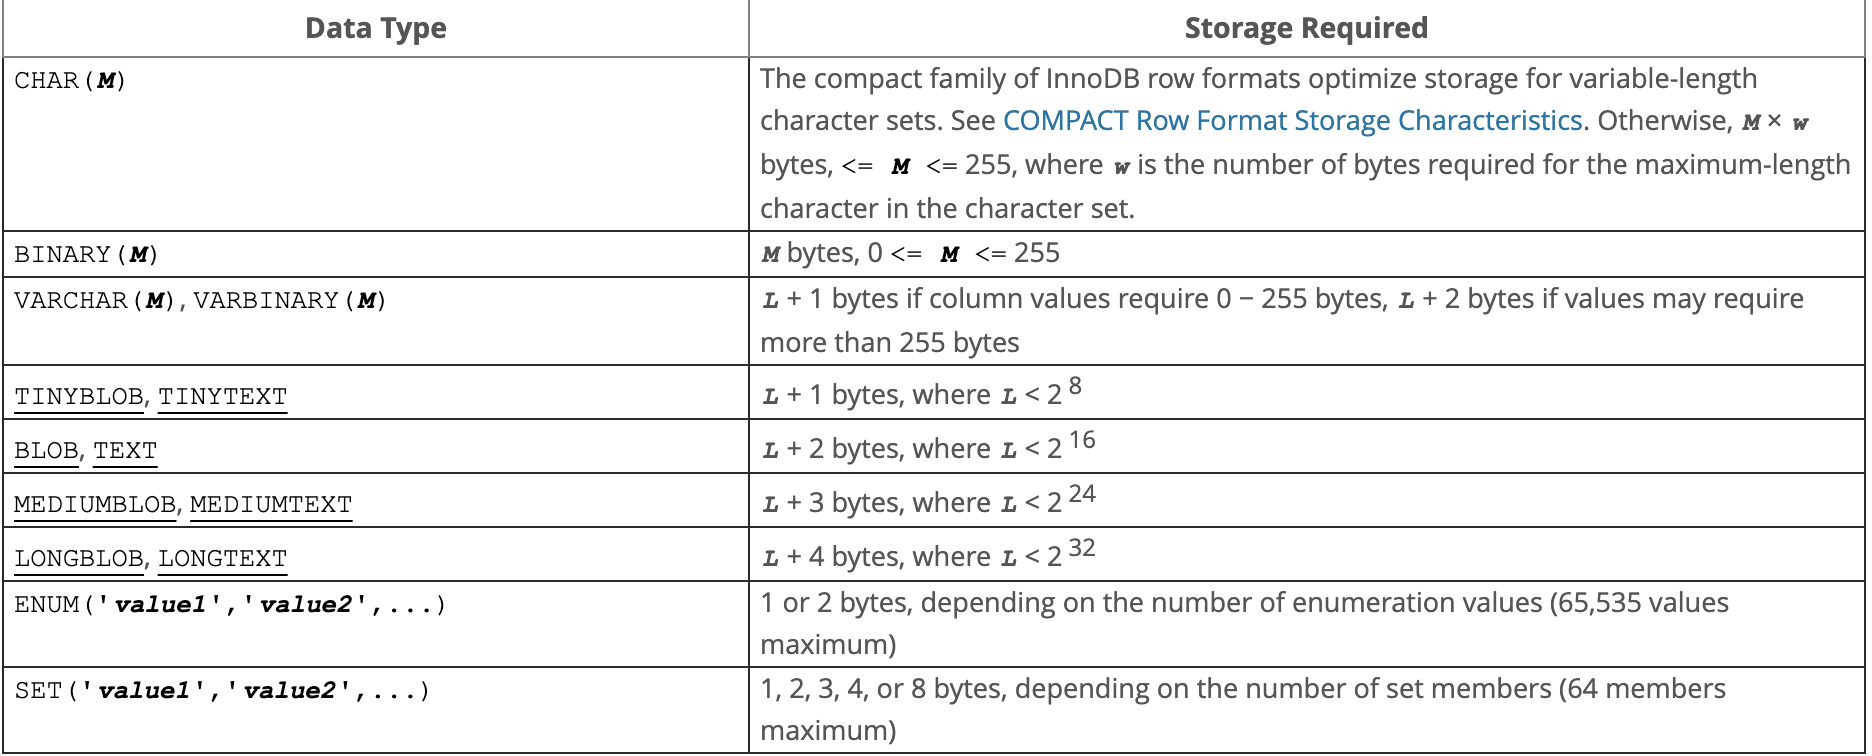 Data Type
Storage Required
CHAR(M)
The compact family of InnoDB row formats optimize storage for variable-length
character sets. See COMPACT Row Format Storage Characteristics. Otherwise, M × w
bytes, <= M <= 255, where w is the number of bytes required for the maximum-length
character in the character set.
BINARY(M)
M bytes, 0 <= M <= 255
VARCHAR(M), VARBINARY(M)
L + 1 bytes if column values require 0 − 255 bytes, L + 2 bytes if values may require
more than 255 bytes
TINYBLOB, TINYTEXT
L + 1 bytes, where L < 2 8
BLOB, TEXT
L + 2 bytes, where L < 2 16
MEDIUMBLOB, MEDIUMTEXT
L + 3 bytes, where L < 2 24
LONGBLOB, LONGTEXT
L + 4 bytes, where L < 2 32
ENUM('value1','value2',...)
1 or 2 bytes, depending on the number of enumeration values (65,535 values
maximum)
SET('value1','value2',...)
1, 2, 3, 4, or 8 bytes, depending on the number of set members (64 members
maximum)